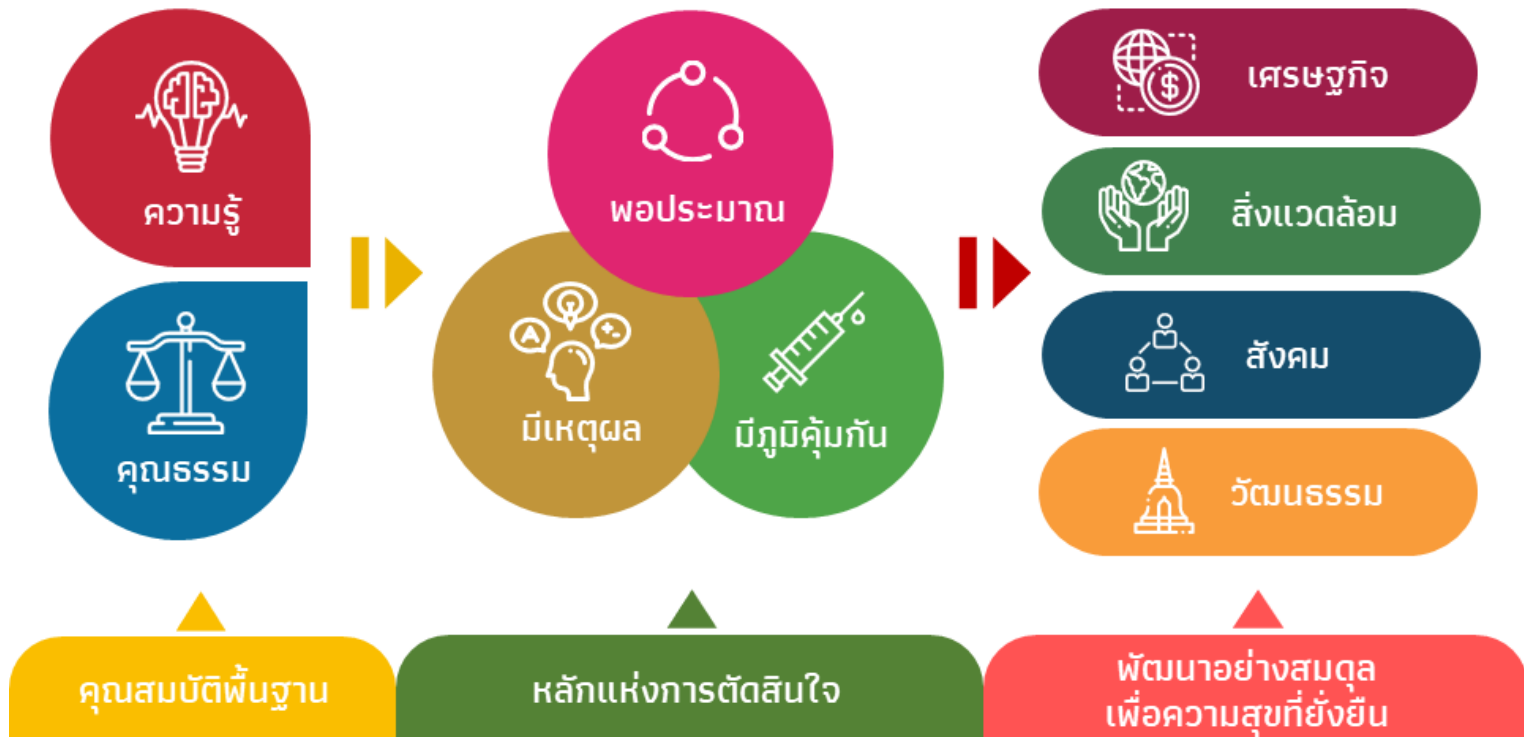 ความรู้
คุณธรรม
พอประมาณ
มีเหตุผล
มีภูมิคุ้มกัน
$
A
เศรษฐกิจ
สิ่งแวดล้อม
สังคม
วัฒนธรรม
คุณสมบัติพื้นฐาน
หลักแห่งการตัดสินใจ
พัฒนาอย่างสมดุล
เพื่อความสุขที่ยั่งยืน